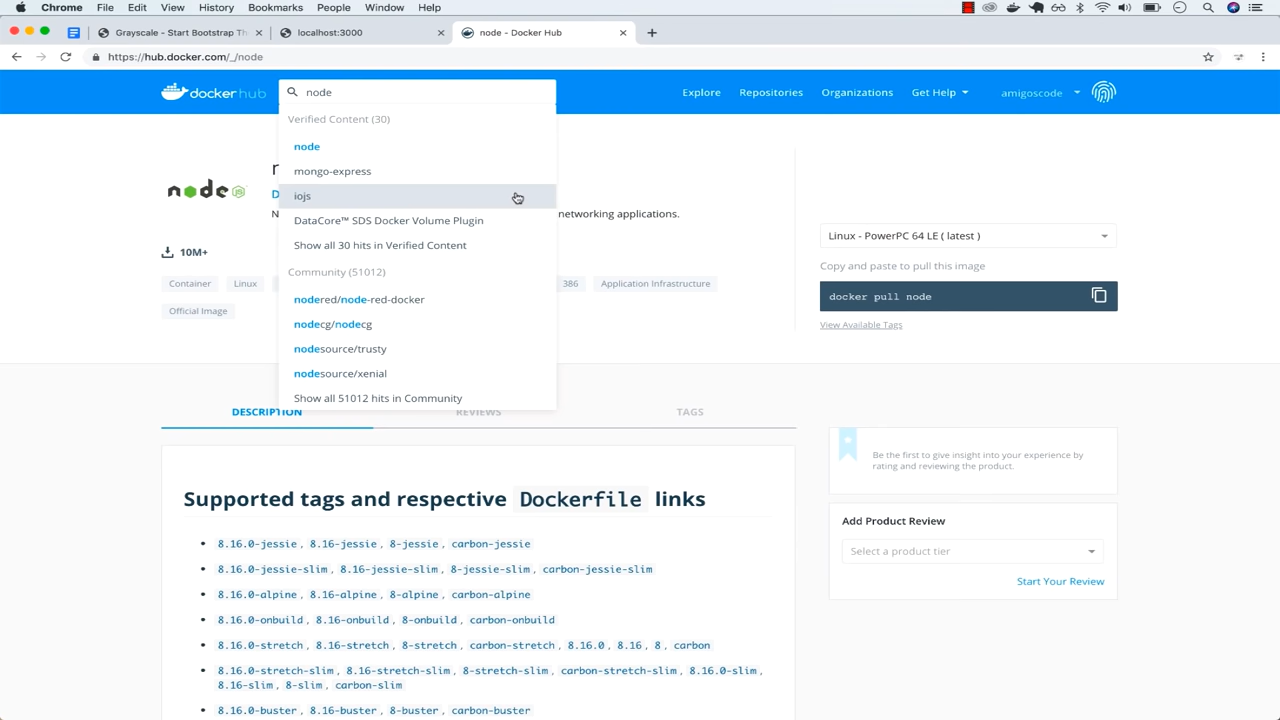 Chrome File Edit View History Bookmarks People Window Help
Grayscale - Start Bootstrap Th
localhost:3000
node - Docker Hub
https://hub.docker.com/_/node
docker hub
node
Explore Repositories Organizations Get Help amigoscode
Verified Content (30)
node
mongo-express
iojs
DataCore™ SDS Docker Volume Plugin
Show all 30 hits in Verified Content
Community (51012)
nodered/node-red-docker
nodecg/nodecg
nodesource/trusty
nodesource/xenial
Show all 51012 hits in Community
node JS
networking applications.
10M+
Container Linux 386 Application Infrastructure
Official Image
Linux - PowerPC 64 LE ( latest )
Copy and paste to pull this image
docker pull node
View Available Tags
DESCRIPTION REVIEWS TAGS
Supported tags and respective Dockerfile links
8.16.0-jessie, 8.16-jessie, 8-jessie, carbon-jessie
8.16.0-jessie-slim, 8.16-jessie-slim, 8-jessie-slim, carbon-jessie-slim
8.16.0-alpine, 8.16-alpine, 8-alpine, carbon-alpine
8.16.0-onbuild, 8.16-onbuild, 8-onbuild, carbon-onbuild
8.16.0-stretch, 8.16-stretch, 8-stretch, carbon-stretch, 8.16.0, 8.16, 8, carbon
8.16.0-stretch-slim, 8.16-stretch-slim, 8-stretch-slim, carbon-stretch-slim, 8.16.0-slim,
8.16-slim, 8-slim, carbon-slim
8.16.0-buster, 8.16-buster, 8-buster, carbon-buster
Be the first to give insight into your experience by
rating and reviewing the product.
Add Product Review
Select a product tier
Start Your Review